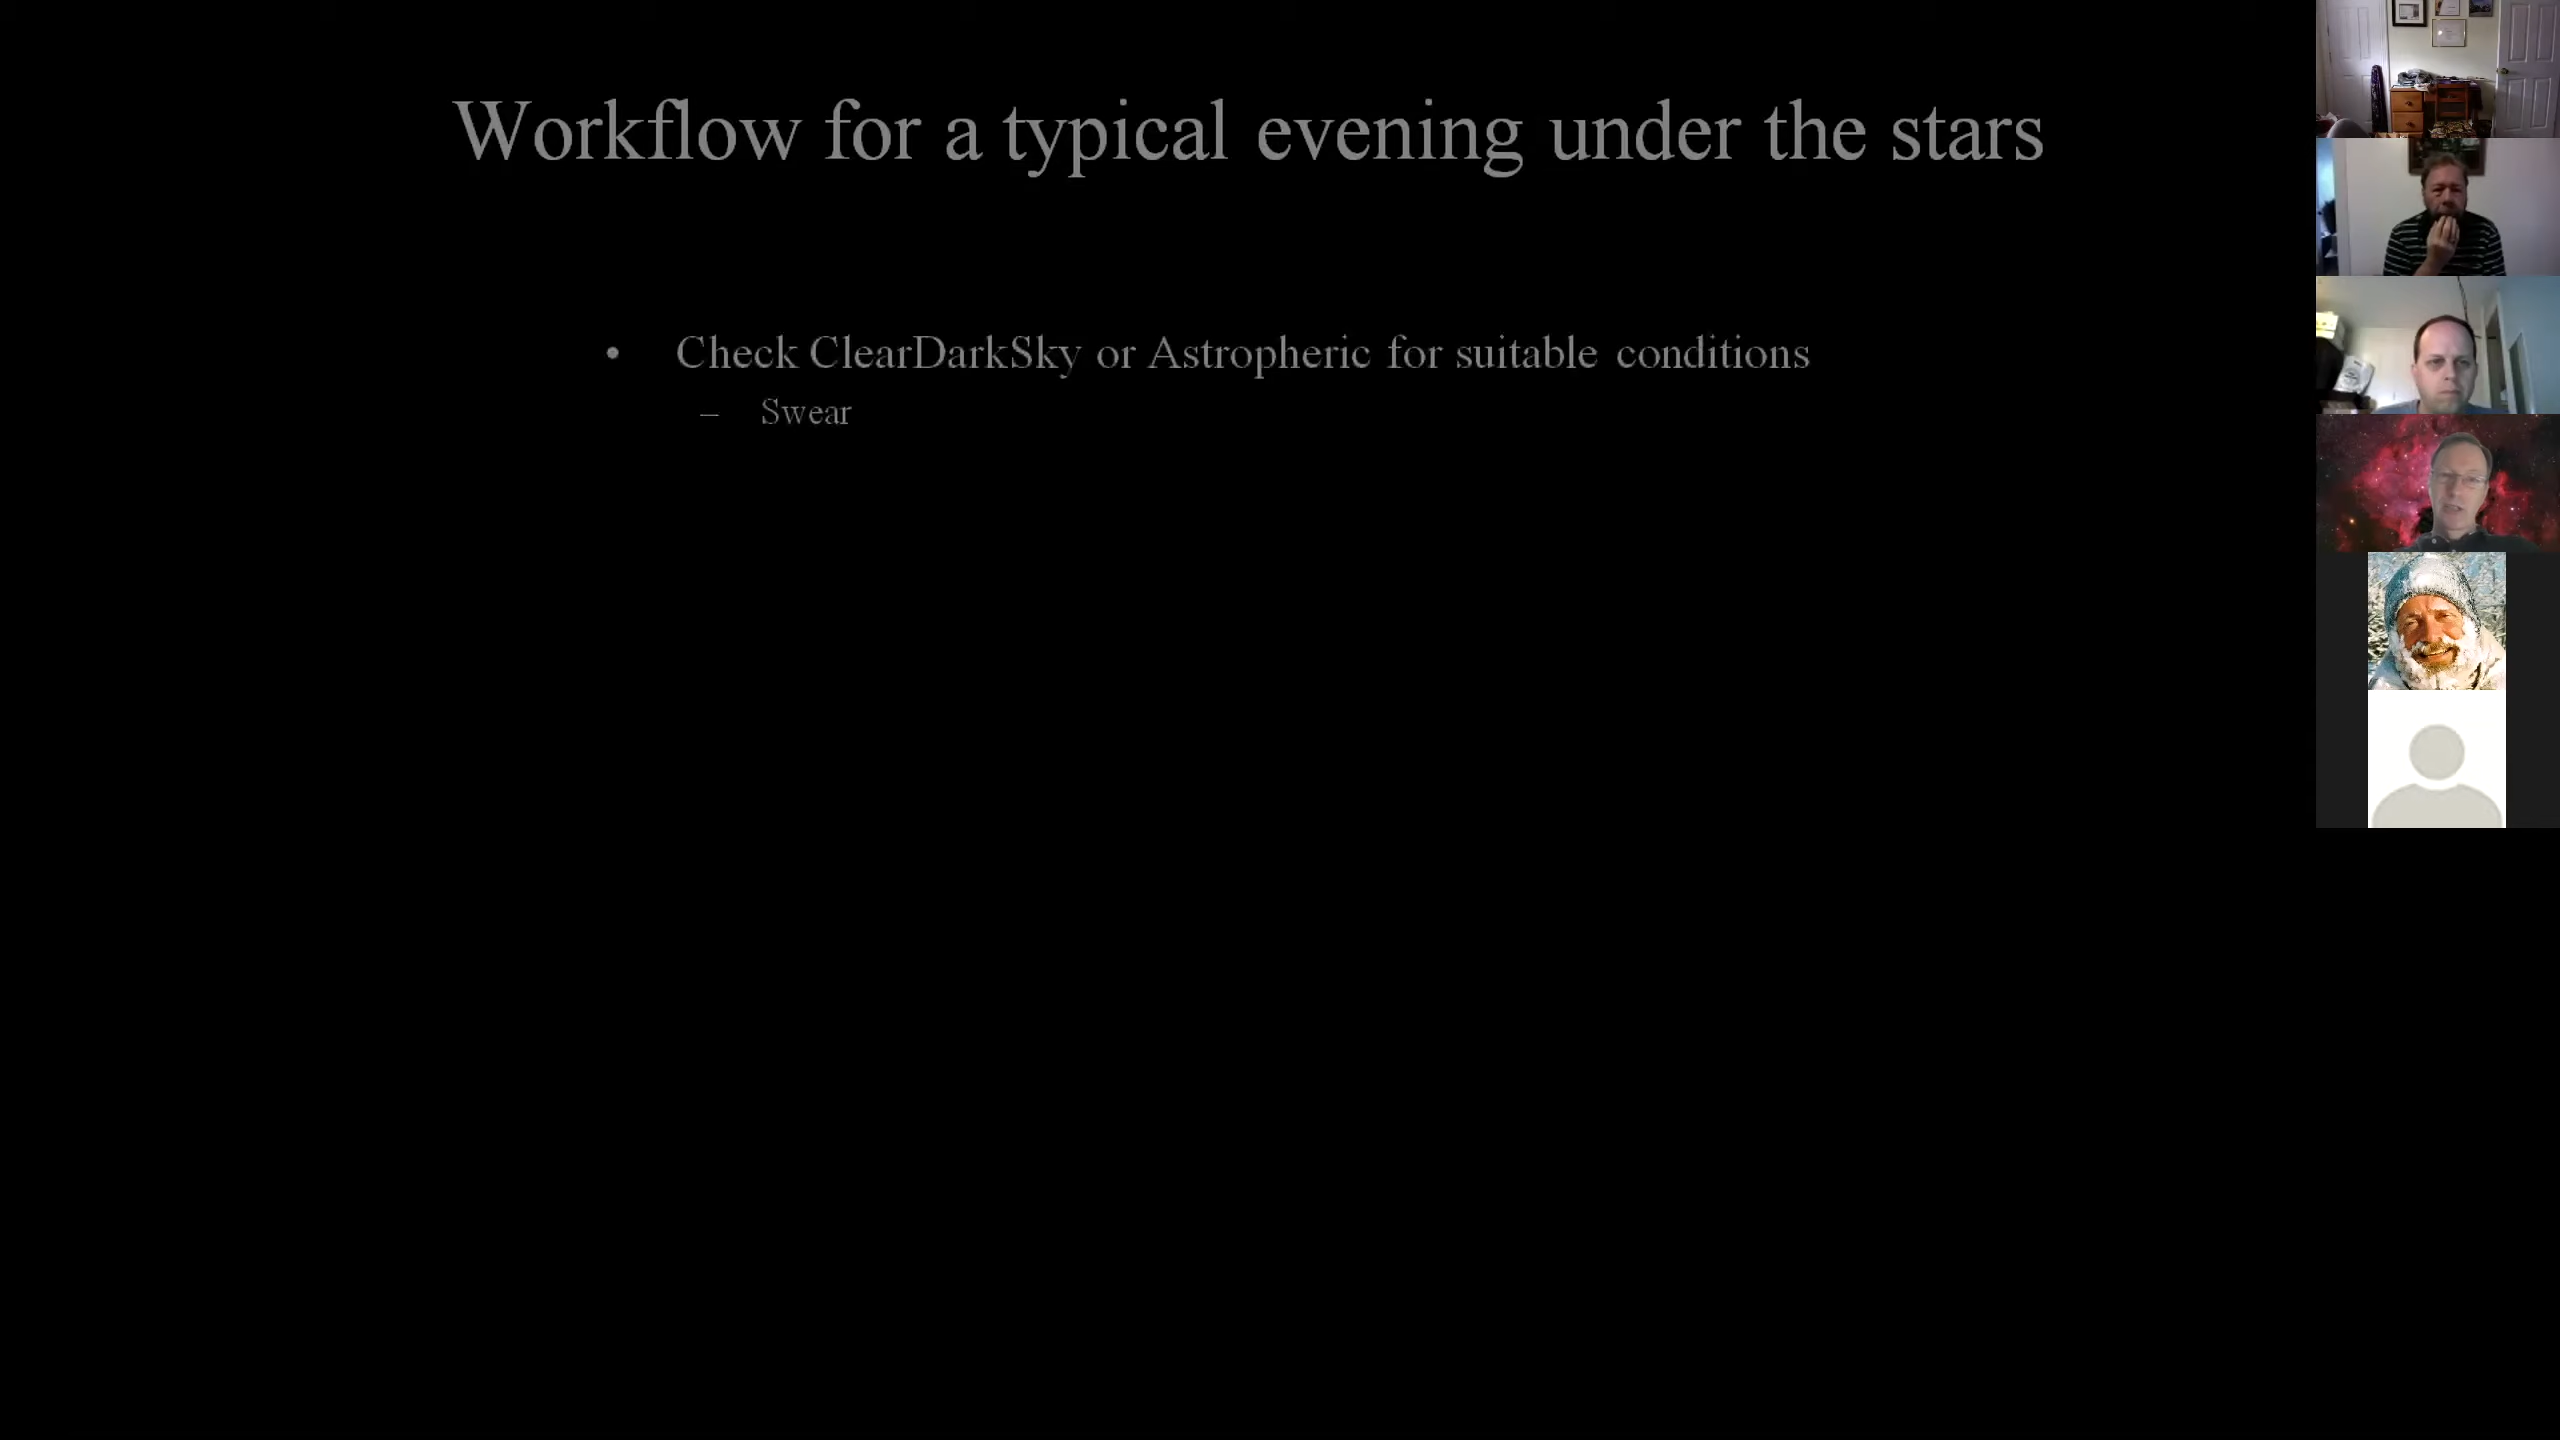 Workflow for a typical evening under the stars
• Check ClearDarkSky or Astropheric for suitable conditions
– Swear